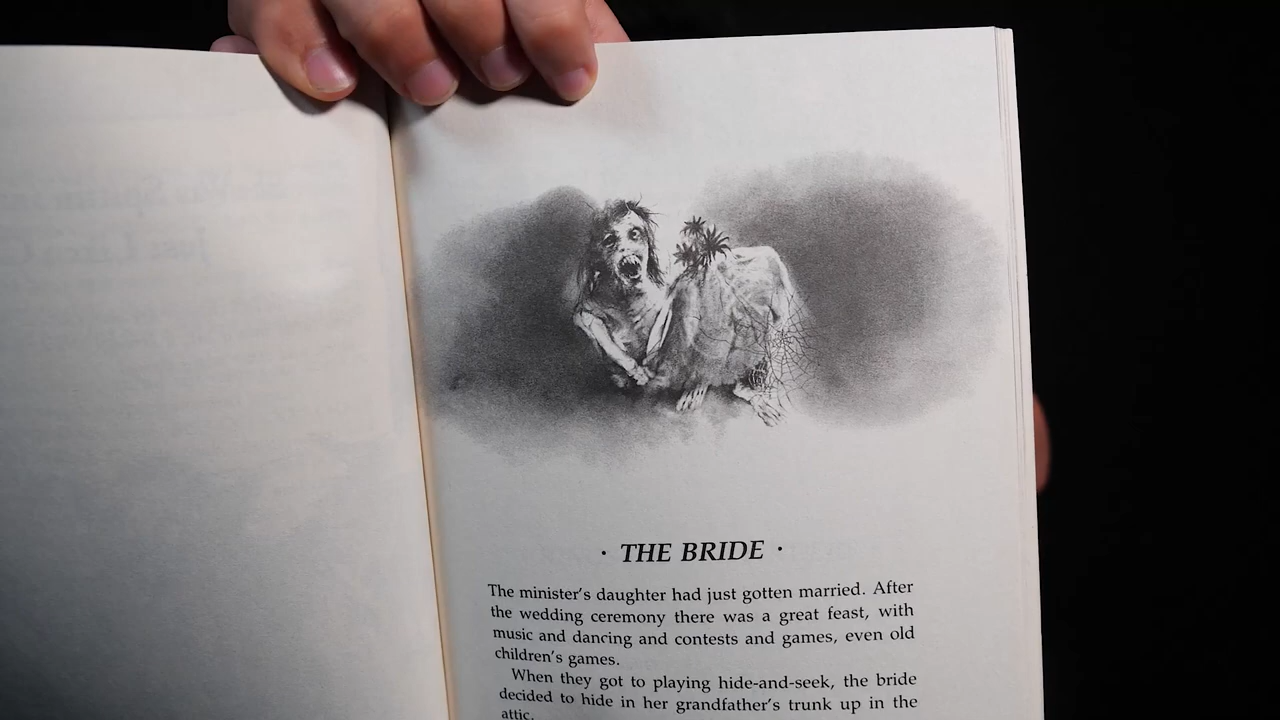 · THE BRIDE ·
The minister's daughter had just gotten married. After
the wedding ceremony there was a great feast, with
music and dancing and contests and games, even old
children's games.
When they got to playing hide-and-seek, the bride
decided to hide in her grandfather's trunk up in the
attic.